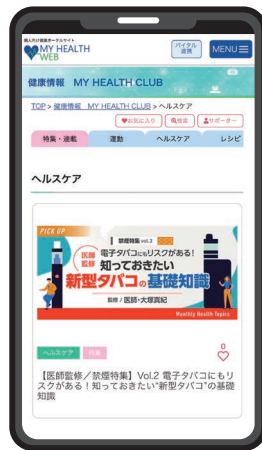 個人向け健康ポータルサイト
MY HEALTH WEB
バイタル連携
MENU
健康情報 MY HEALTH CLUB
TOP > 健康情報 MY HEALTH CLUB > ヘルスケア
お気に入り
検索
サポーター
特集・連載
運動
ヘルスケア
レシピ
ヘルスケア
PICK UP
禁煙特集 vol.2
医師監修
電子タバコにもリスクがある!
知っておきたい
新型タバコの基礎知識
監修 / 医師・大塚真紀
Monthly Health Topics
ヘルスケア
特集
0
【医師監修／禁煙特集】Vol.2 電子タバコにもリ
スクがある！知っておきたい“新型タバコ”の基礎
知識